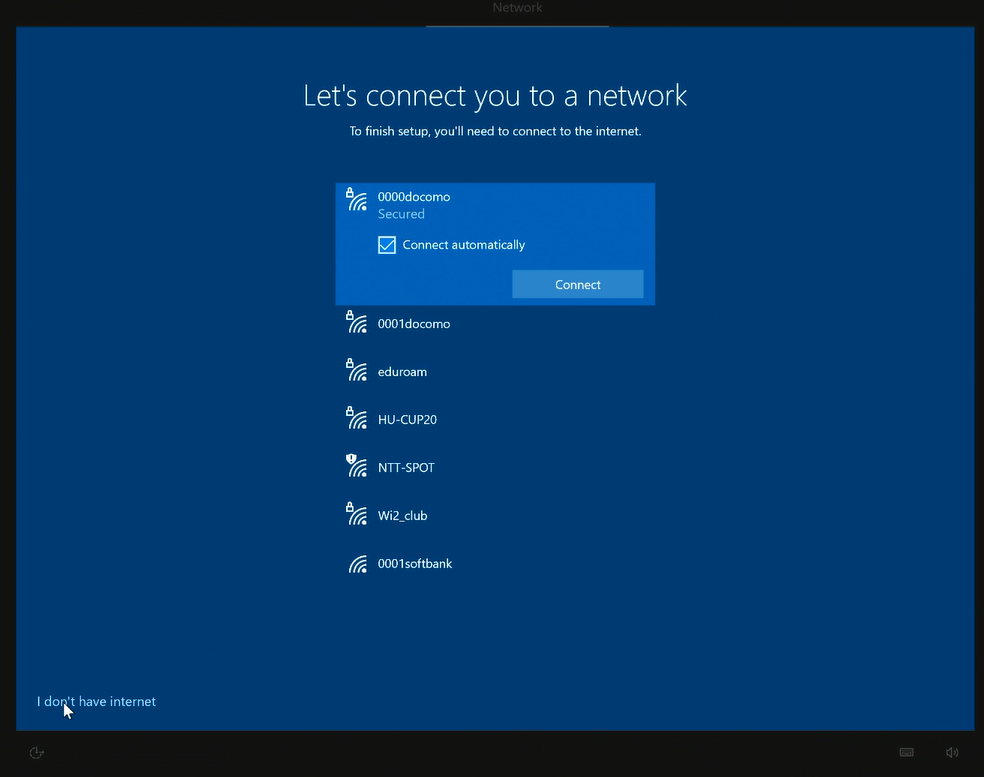 Network
Let's connect you to a network
To finish setup, you'll need to connect to the internet.
0000docomo
Secured
Connect automatically
Connect
0001docomo
eduroam
HU-CUP20
NTT-SPOT
Wi2_club
0001softbank
I don't have internet